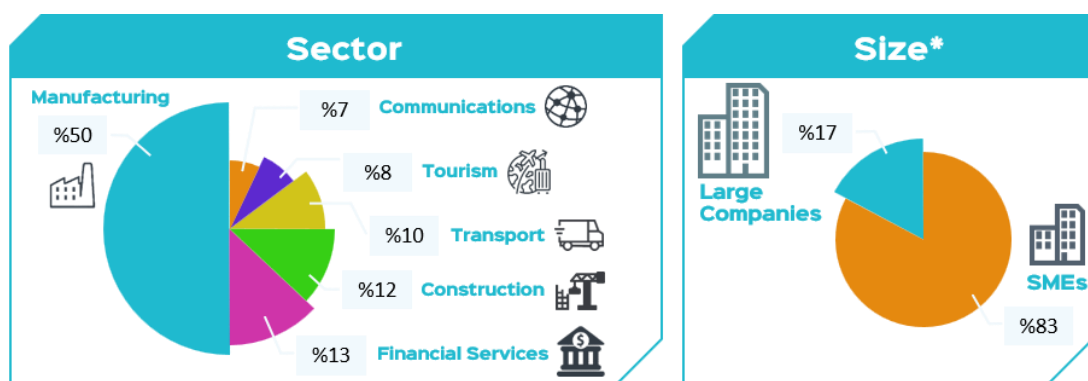 Sector
Manufacturing
%50
%7
Communications
%8
Tourism
%10
Transport
%12
Construction
%13
Financial Services
$
Size*
%17
Large
Companies
SMEs
%83